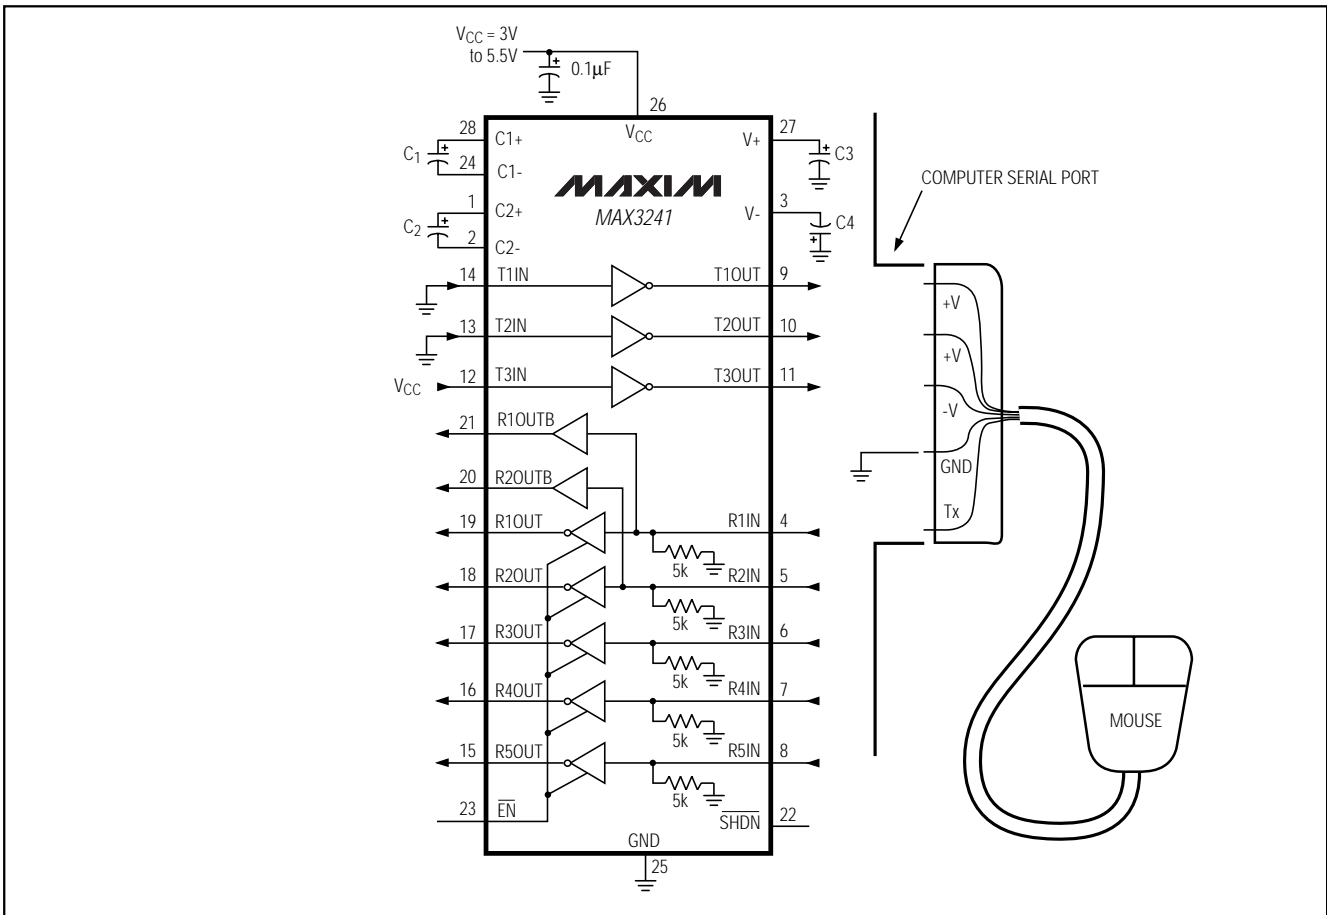 VCC = 3V
to 5.5V
0.1µF
26
VCC
28 C1+
C1
24 C1-
1 C2+
C2
2 C2-
V+ 27
C3
V- 3
C4
MAXIM
MAX3241
14 T1IN T1OUT 9
13 T2IN T2OUT 10
VCC 12 T3IN T3OUT 11
21 R1OUTB
20 R2OUTB
19 R1OUT R1IN 4
5k
18 R2OUT R2IN 5
5k
17 R3OUT R3IN 6
5k
16 R4OUT R4IN 7
5k
15 R5OUT R5IN 8
5k
23 EN
SHDN 22
GND
25
COMPUTER SERIAL PORT
+V
+V
-V
GND
Tx
MOUSE